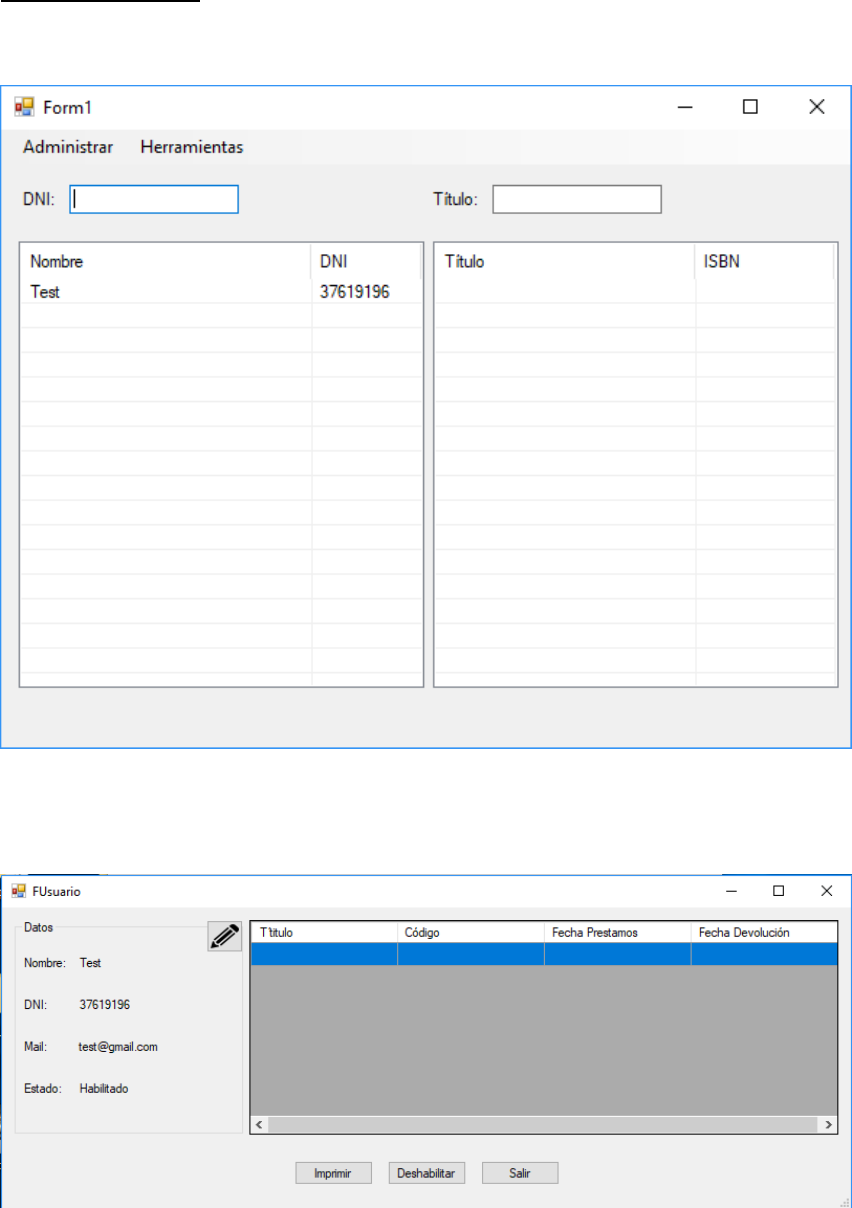 Form1
Administrar Herramientas
DNI: Título:
Nombre DNI Título ISBN
Test 37619196
FUsuario
Datos
T'itulo Código Fecha Prestamos Fecha Devolución
Nombre: Test
DNI: 37619196
Mail: test@gmail.com
Estado: Habilitado
Imprimir Deshabilitar Salir